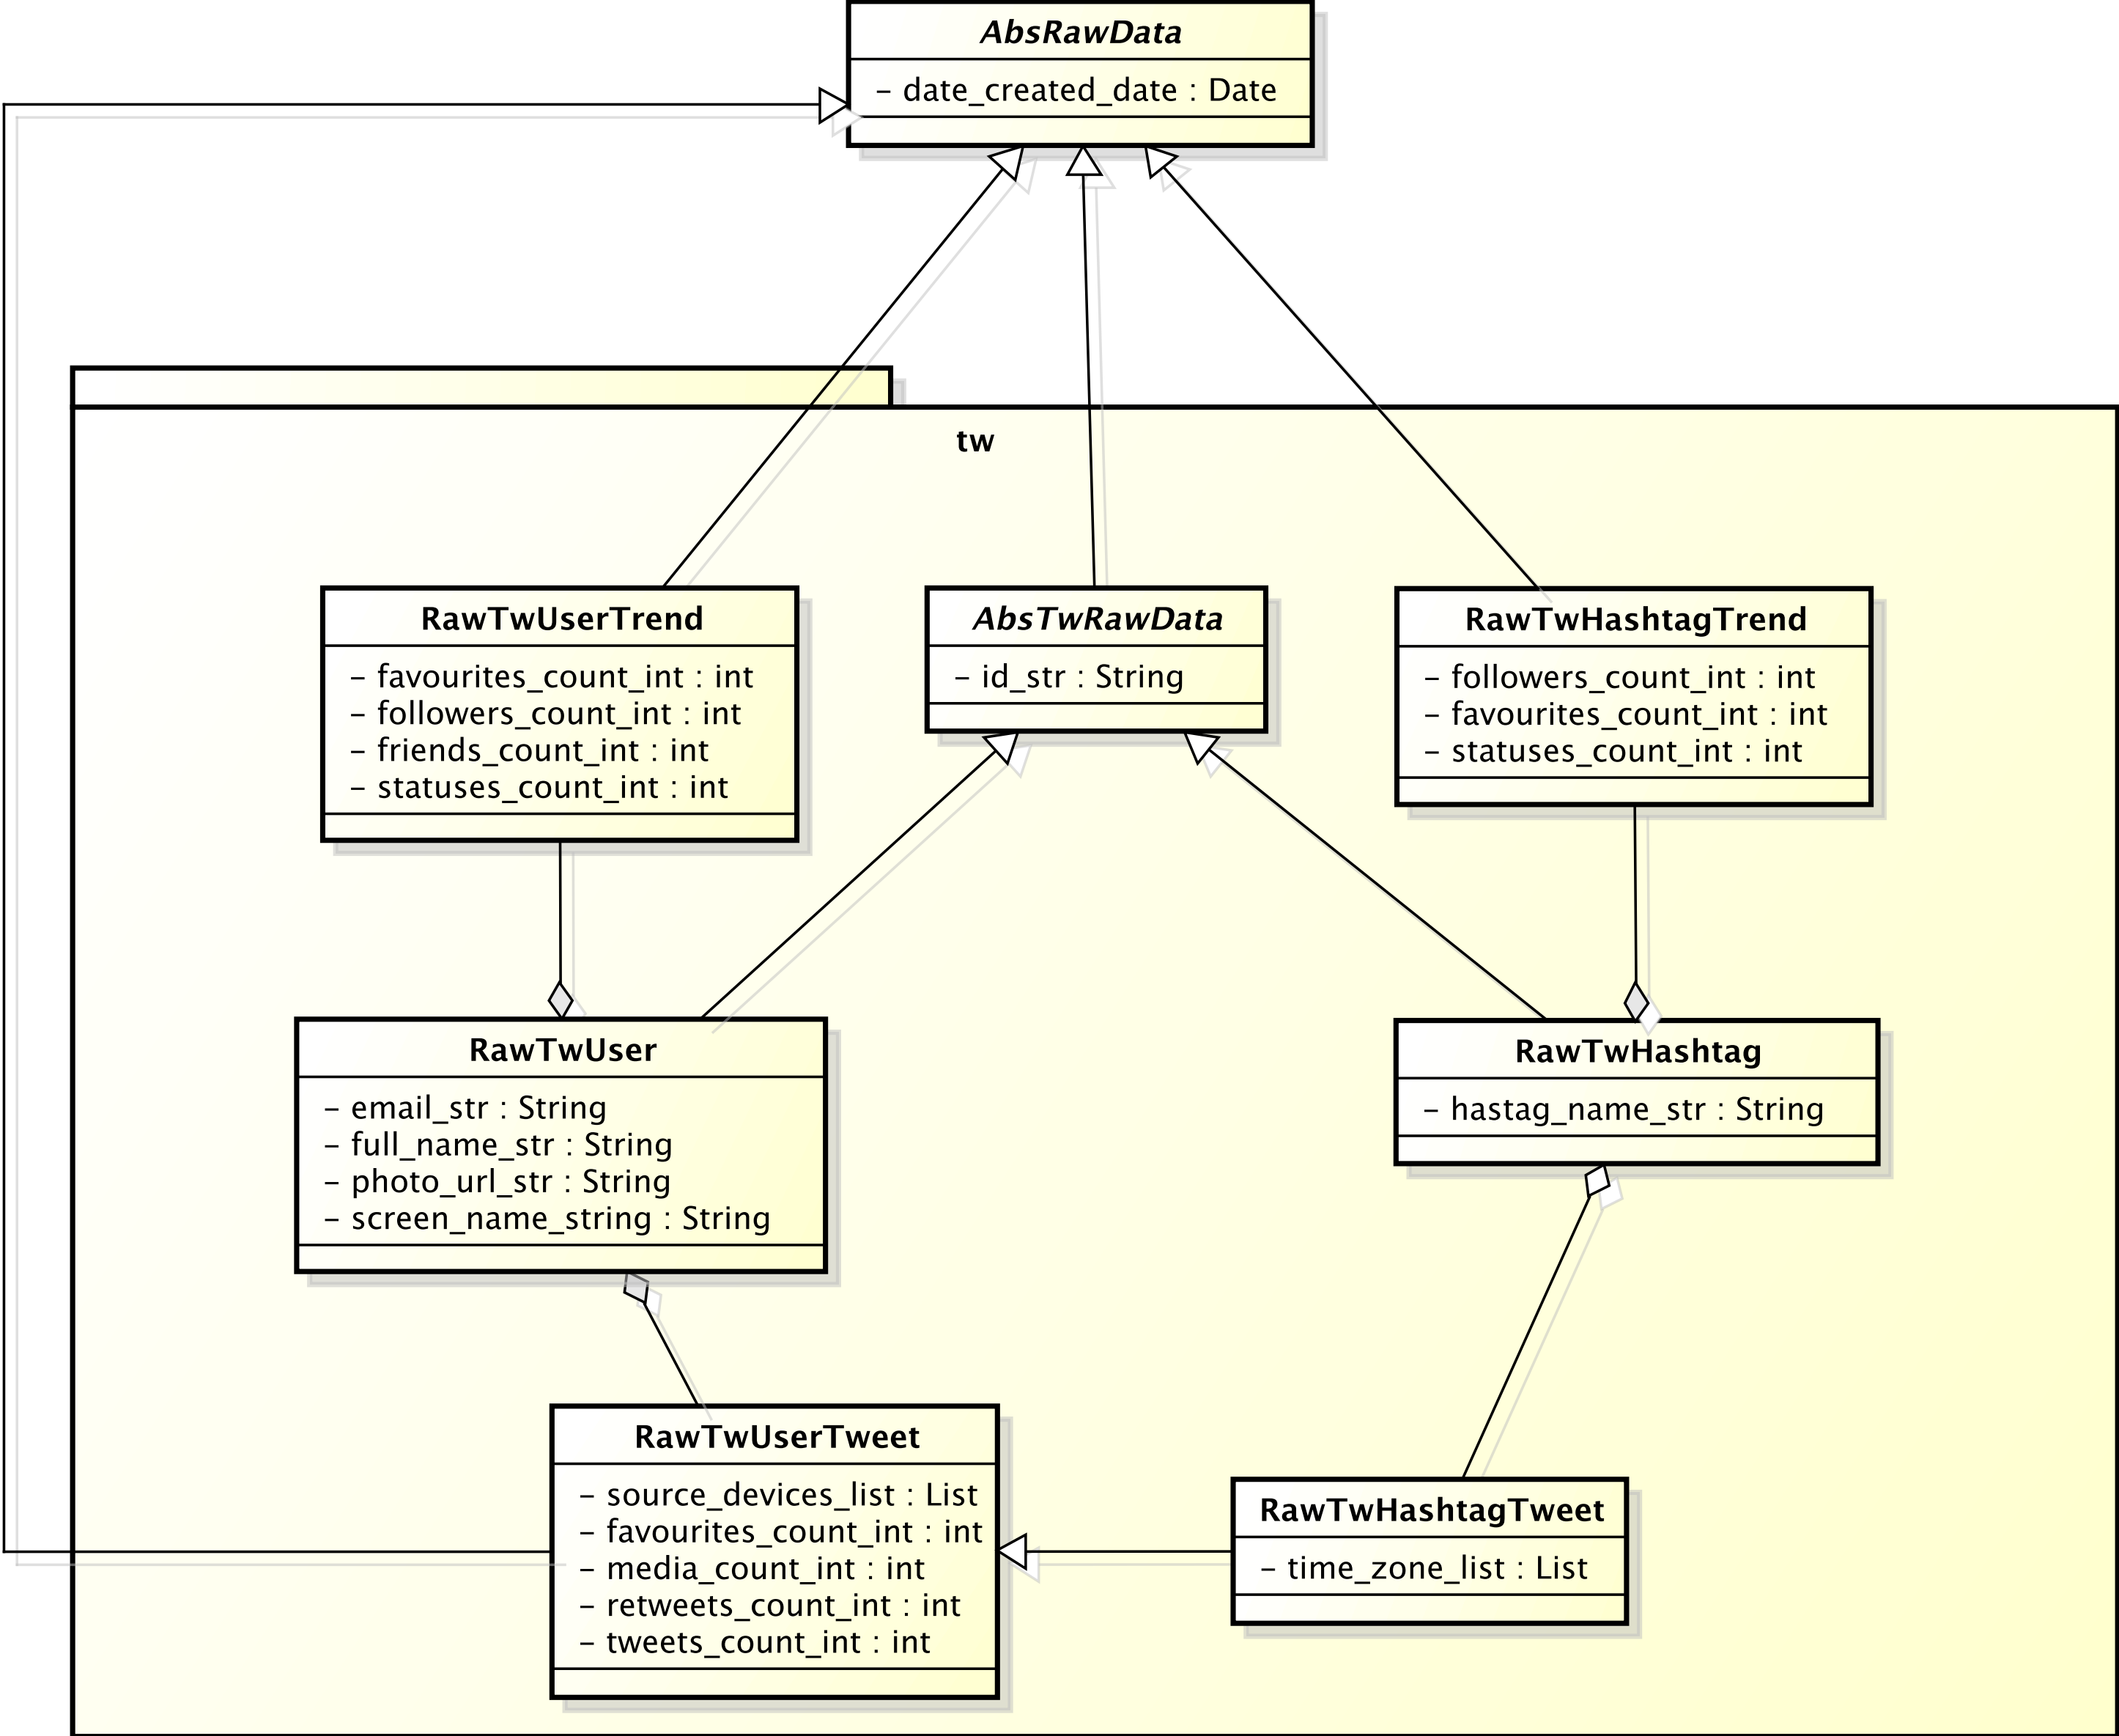 AbsRawData
– date_created_date : Date
tw
RawTwUserTrend
– favourites_count_int : int
– followers_count_int : int
– friends_count_int : int
– statuses_count_int : int
AbsTwRawData
– id_str : String
RawTwHashtagTrend
– followers_count_int : int
– favourites_count_int : int
– statuses_count_int : int
RawTwUser
– email_str : String
– full_name_str : String
– photo_url_str : String
– screen_name_string : String
RawTwHashtag
– hastag_name_str : String
RawTwUserTweet
– source_devices_list : List
– favourites_count_int : int
– media_count_int : int
– retweets_count_int : int
– tweets_count_int : int
RawTwHashtagTweet
– time_zone_list : List